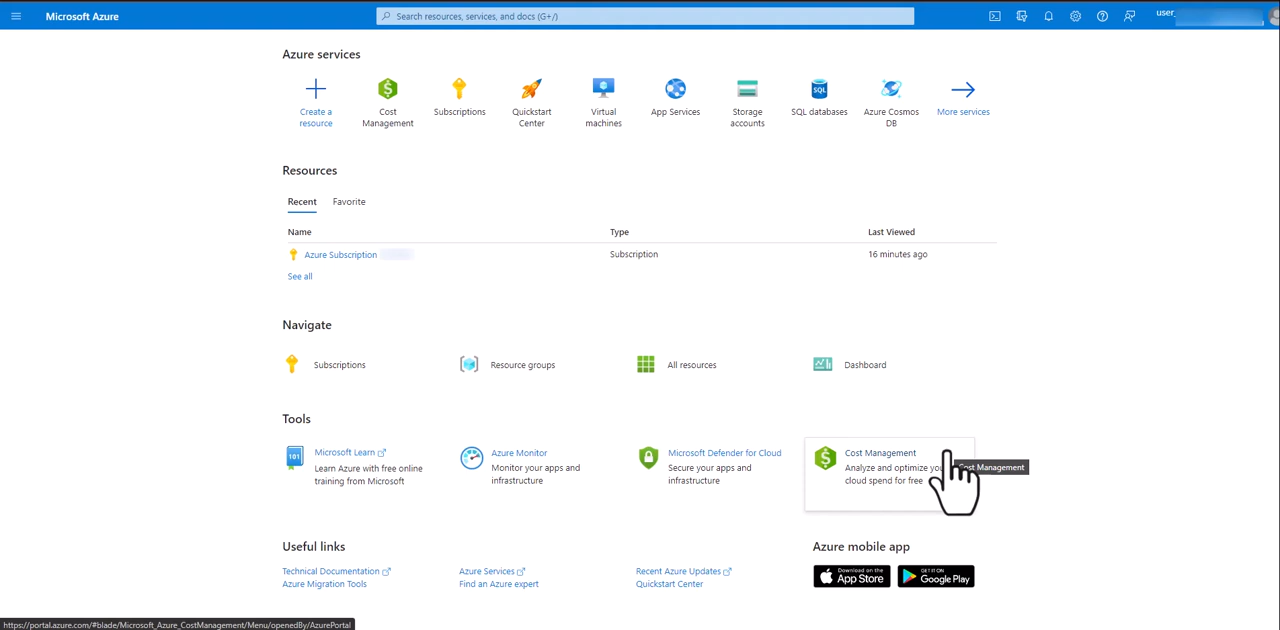 Microsoft Azure
Search resources, services, and docs (G+/)
user_
Azure services
Create a
resource
Cost
Management
Subscriptions
Quickstart
Center
Virtual
machines
App Services
Storage
accounts
SQL
SQL databases
Azure Cosmos
DB
More services
Resources
Recent
Favorite
Name
Type
Last Viewed
Azure Subscription
Subscription
16 minutes ago
See all
Navigate
Subscriptions
Resource groups
All resources
Dashboard
Tools
101
Microsoft Learn
Learn Azure with free online
training from Microsoft
Azure Monitor
Monitor your apps and
infrastructure
Microsoft Defender for Cloud
Secure your apps and
infrastructure
Cost Management
Analyze and optimize you
cloud spend for free
Cost Management
Useful links
Technical Documentation
Azure Migration Tools
Azure Services
Find an Azure expert
Recent Azure Updates
Quickstart Center
Azure mobile app
Download on the
App Store
GET IT ON
Google Play
https://portal.azure.com/#blade/Microsoft_Azure_CostManagement/Menu/openedBy/AzurePortal